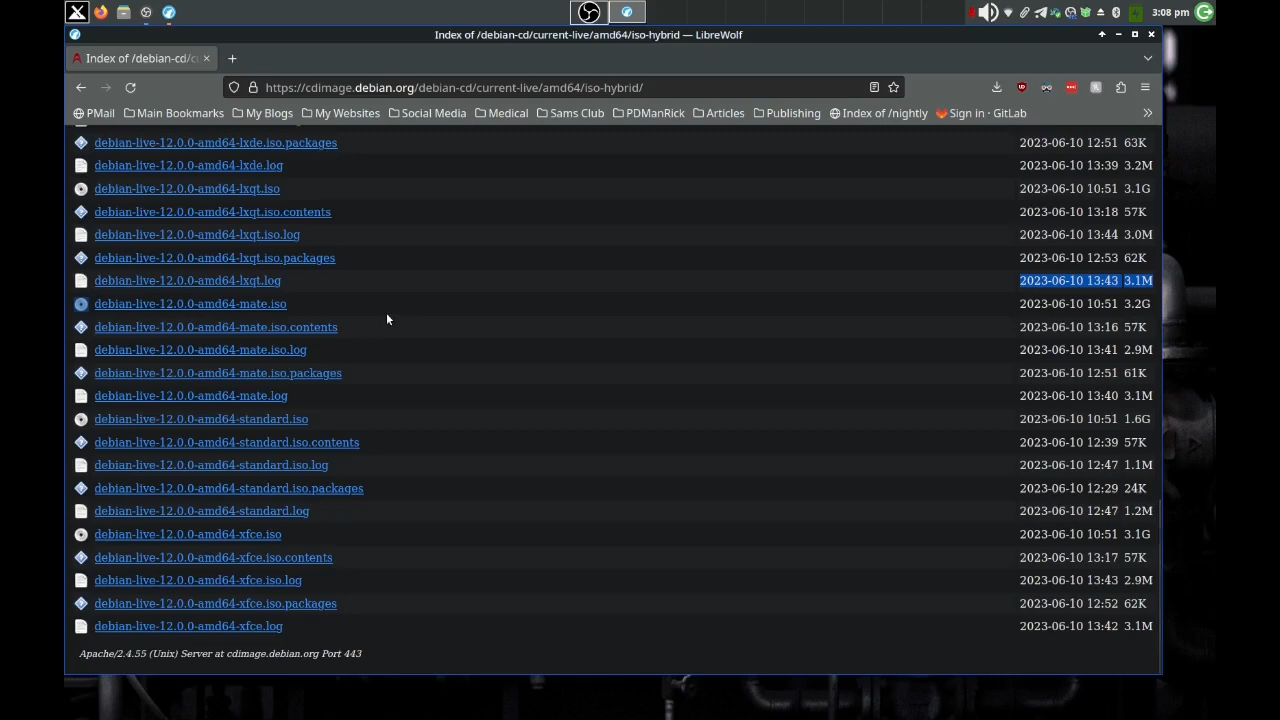 3:08 pm
Index of /debian-cd/current-live/amd64/iso-hybrid — LibreWolf
Index of /debian-cd/c
https://cdimage.debian.org/debian-cd/current-live/amd64/iso-hybrid/
PMail Main Bookmarks My Blogs My Websites Social Media Medical Sams Club PDManRick Articles Publishing Index of /nightly Sign in · GitLab
debian-live-12.0.0-amd64-lxde.iso.packages 2023-06-10 12:51 63K
debian-live-12.0.0-amd64-lxde.log 2023-06-10 13:39 3.2M
debian-live-12.0.0-amd64-lxqt.iso 2023-06-10 10:51 3.1G
debian-live-12.0.0-amd64-lxqt.iso.contents 2023-06-10 13:18 57K
debian-live-12.0.0-amd64-lxqt.iso.log 2023-06-10 13:44 3.0M
debian-live-12.0.0-amd64-lxqt.iso.packages 2023-06-10 12:53 62K
debian-live-12.0.0-amd64-lxqt.log 2023-06-10 13:43 3.1M
debian-live-12.0.0-amd64-mate.iso 2023-06-10 10:51 3.2G
debian-live-12.0.0-amd64-mate.iso.contents 2023-06-10 13:16 57K
debian-live-12.0.0-amd64-mate.iso.log 2023-06-10 13:41 2.9M
debian-live-12.0.0-amd64-mate.iso.packages 2023-06-10 12:51 61K
debian-live-12.0.0-amd64-mate.log 2023-06-10 13:40 3.1M
debian-live-12.0.0-amd64-standard.iso 2023-06-10 10:51 1.6G
debian-live-12.0.0-amd64-standard.iso.contents 2023-06-10 12:39 57K
debian-live-12.0.0-amd64-standard.iso.log 2023-06-10 12:47 1.1M
debian-live-12.0.0-amd64-standard.iso.packages 2023-06-10 12:29 24K
debian-live-12.0.0-amd64-standard.log 2023-06-10 12:47 1.2M
debian-live-12.0.0-amd64-xfce.iso 2023-06-10 10:51 3.1G
debian-live-12.0.0-amd64-xfce.iso.contents 2023-06-10 13:17 57K
debian-live-12.0.0-amd64-xfce.iso.log 2023-06-10 13:43 2.9M
debian-live-12.0.0-amd64-xfce.iso.packages 2023-06-10 12:52 62K
debian-live-12.0.0-amd64-xfce.log 2023-06-10 13:42 3.1M
Apache/2.4.55 (Unix) Server at cdimage.debian.org Port 443